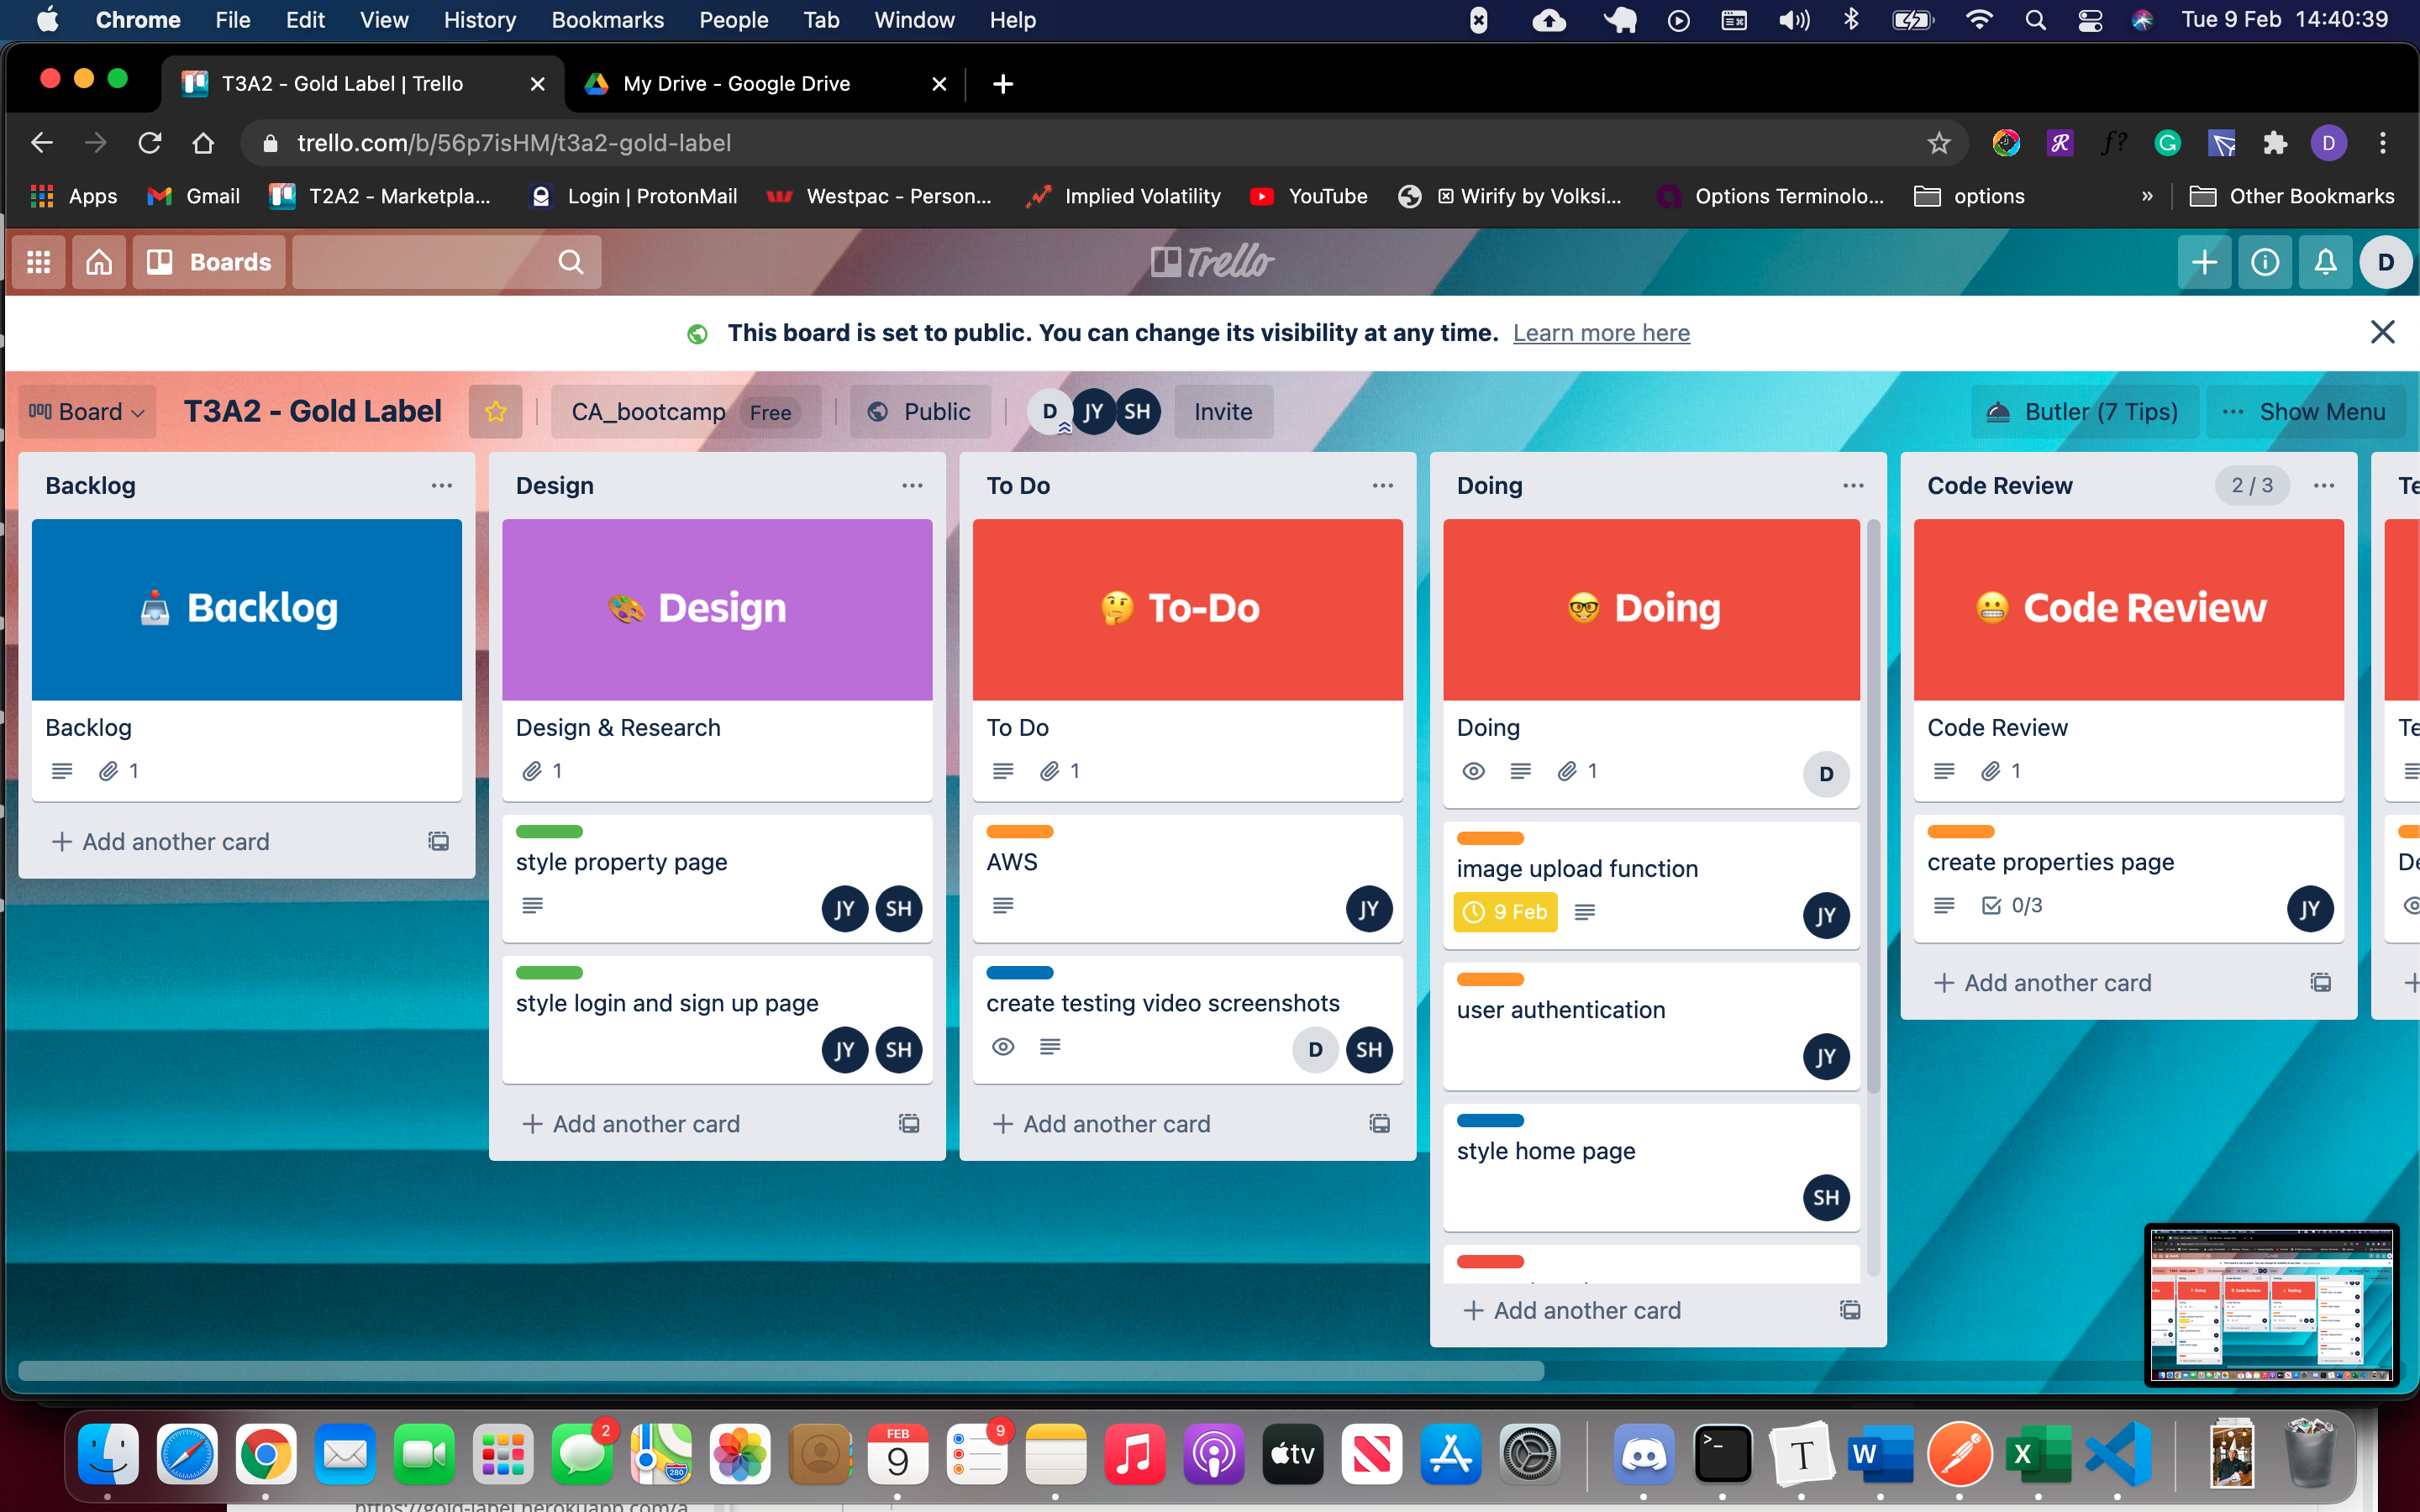 Chrome File Edit View History Bookmarks People Tab Window Help Tue 9 Feb 14:40:39
T3A2 - Gold Label | Trello My Drive - Google Drive
trello.com/b/56p7isHM/t3a2-gold-label f? G D
Apps Gmail T2A2 - Marketpla... Login | ProtonMail Westpac - Person... Implied Volatility YouTube Wirify by Volksi... Options Terminolo... options » Other Bookmarks
Boards Trello D
This board is set to public. You can change its visibility at any time. Learn more here
Board T3A2 - Gold Label CA_bootcamp Free Public D JY SH Invite Butler (7 Tips) ... Show Menu
Backlog
Backlog
Backlog
1
+ Add another card
Design
Design
Design & Research
1
style property page
JY SH
style login and sign up page
JY SH
+ Add another card
To Do
To-Do
To Do
1
AWS
JY
create testing video screenshots
D SH
+ Add another card
Doing
Doing
Doing
1 D
image upload function
9 Feb JY
user authentication
JY
style home page
SH
+ Add another card
Code Review 2 / 3
Code Review
Code Review
1
create properties page
0/3 JY
+ Add another card
Te
Te
De
FEB
9
2
9
280
tv
T
W
X
https://gold-label.herokuapp.com/a